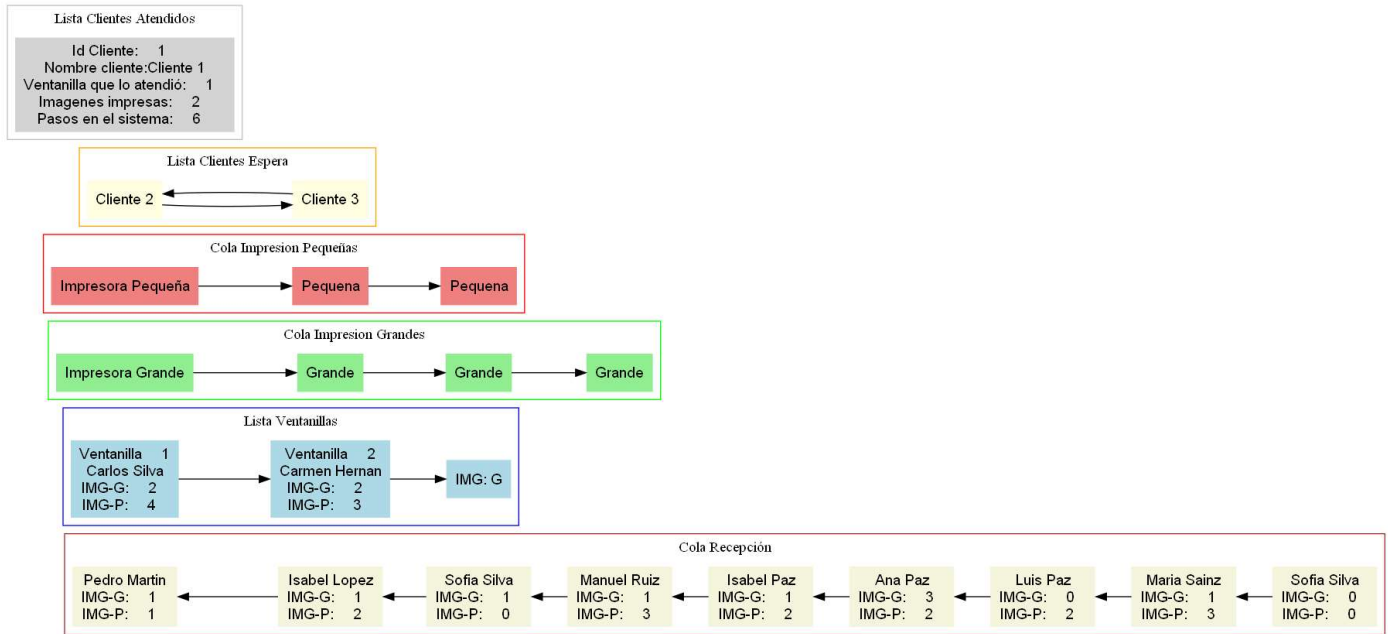 Lista Clientes Atendidos
Id Cliente: 1
Nombre cliente:Cliente 1
Ventanilla que lo atendió: 1
Imagenes impresas: 2
Pasos en el sistema: 6
Lista Clientes Espera
Cliente 2
Cliente 3
Cola Impresion Pequeñas
Impresora Pequeña
Pequena
Pequena
Cola Impresion Grandes
Impresora Grande
Grande
Grande
Grande
Lista Ventanillas
Ventanilla 1
Carlos Silva
IMG-G: 2
IMG-P: 4
Ventanilla 2
Carmen Hernan
IMG-G: 2
IMG-P: 3
IMG: G
Cola Recepción
Pedro Martin
IMG-G: 1
IMG-P: 1
Isabel Lopez
IMG-G: 1
IMG-P: 2
Sofia Silva
IMG-G: 1
IMG-P: 0
Manuel Ruiz
IMG-G: 1
IMG-P: 3
Isabel Paz
IMG-G: 1
IMG-P: 2
Ana Paz
IMG-G: 3
IMG-P: 2
Luis Paz
IMG-G: 0
IMG-P: 2
Maria Sainz
IMG-G: 1
IMG-P: 3
Sofia Silva
IMG-G: 0
IMG-P: 0